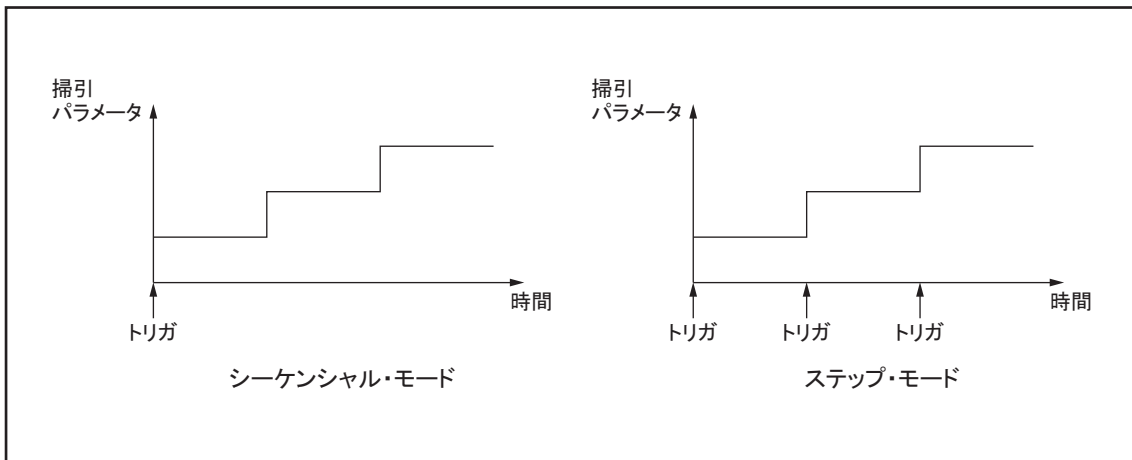 掃引
パラメータ
時間
トリガ
シーケンシャル・モード
掃引
パラメータ
時間
トリガ
トリガ
トリガ
ステップ・モード